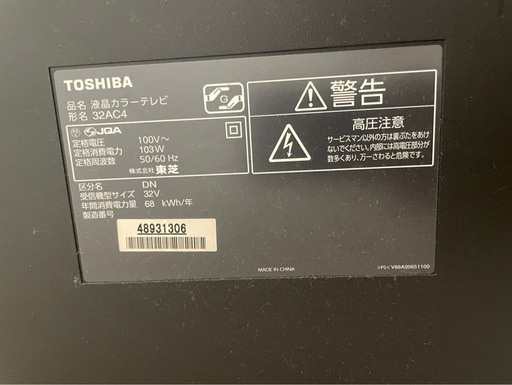 TOSHIBA
品名 液晶カラーテレビ
形名 32AC4
G
JQA
定格電圧 100V～
定格消費電力 103W
定格周波数 50/60 Hz
株式会社 東芝
区分名 DN
受信機型サイズ 32V
年間消費電力量 68 kWh/年
製造番号
48931306
警告
高圧注意
サービスマン以外の方は裏ぶたをあけ
ないでください。内部には高電圧部分が
数多くあり、万一さわると危険です。
MADE IN CHINA
>PS< V66A00651100